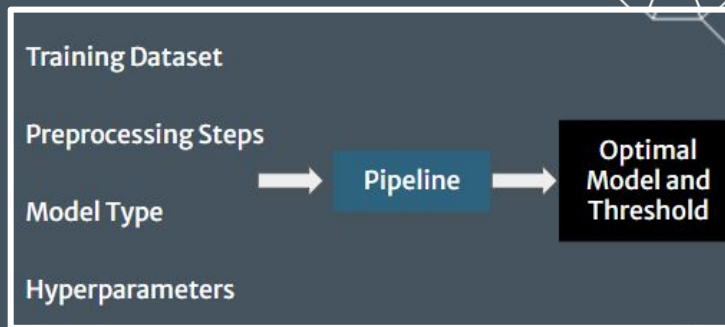 Training Dataset
Preprocessing Steps
Model Type
Hyperparameters
Pipeline
Optimal
Model and
Threshold